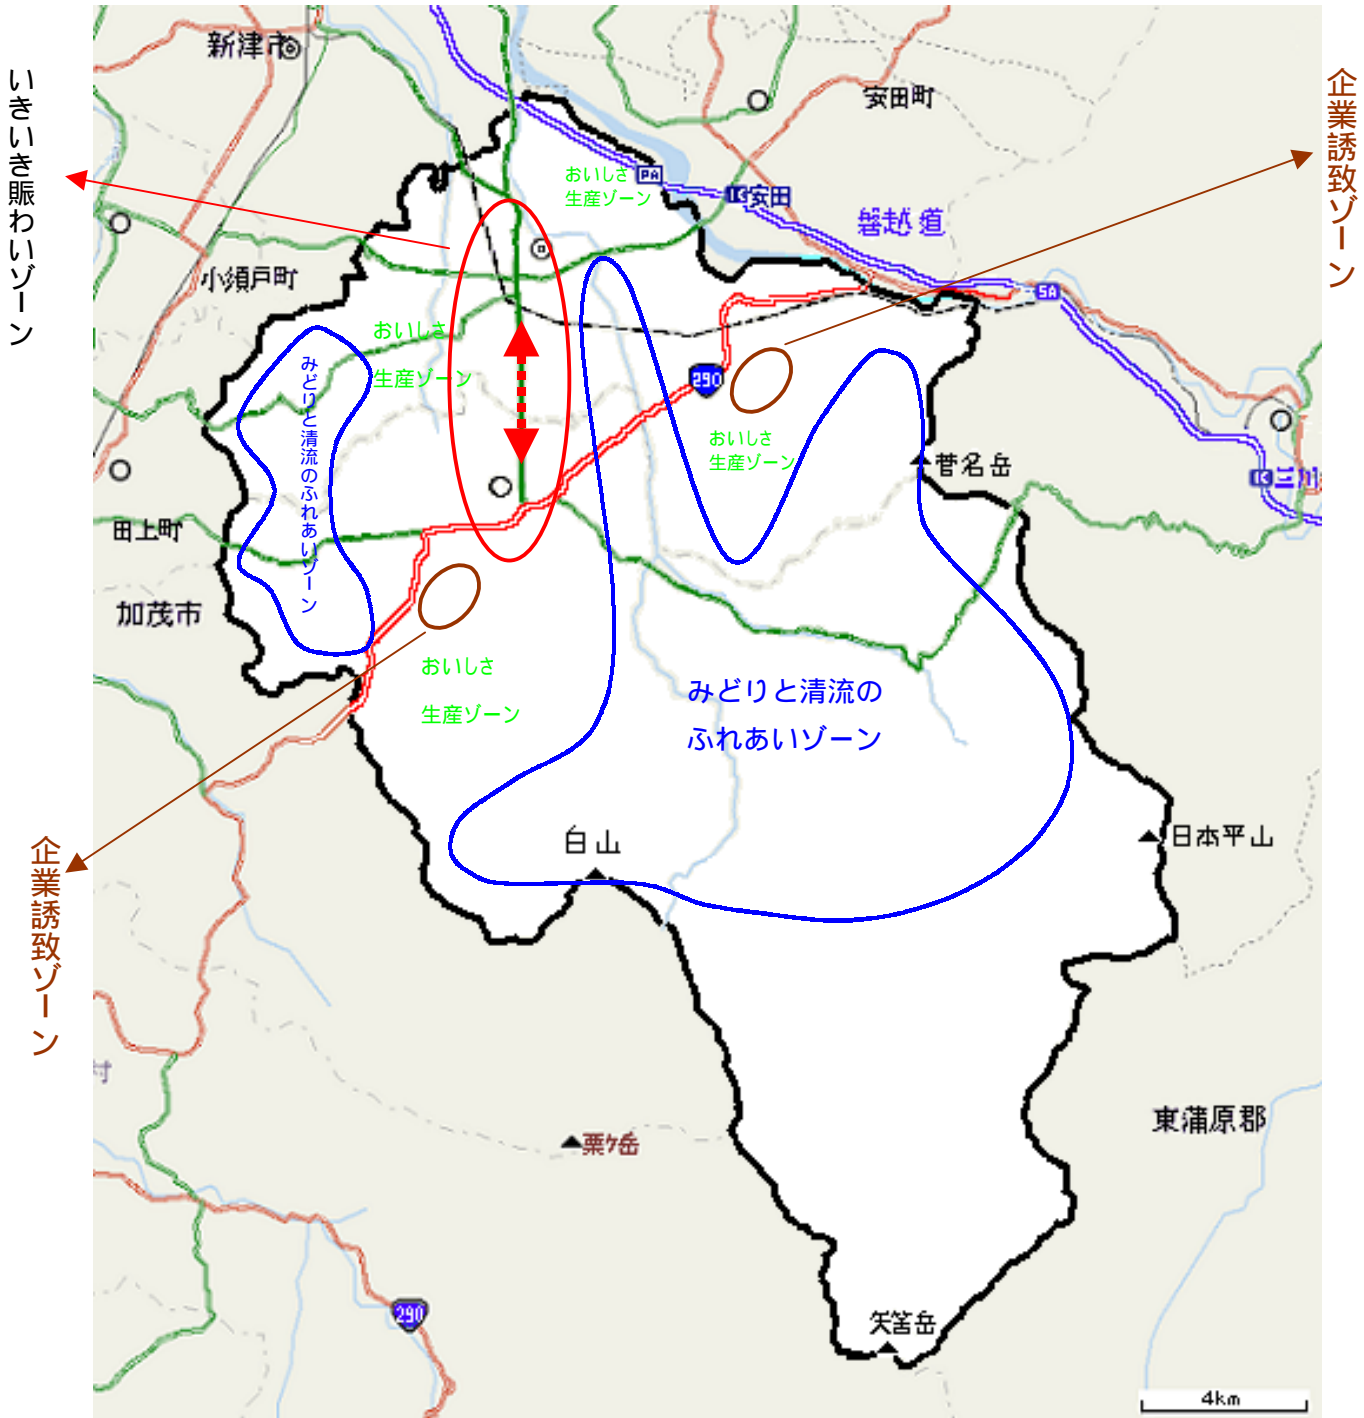 新津市
安田町
いきいき賑わいゾーン
企業誘致ゾーン
おいしさ
生産ゾーン
PA
IC安田
磐越道
小須戸町
SA
おいしさ
生産ゾーン
みどりと清流のふれあいゾーン
290
おいしさ
生産ゾーン
菅名岳
IC三川
田上町
加茂市
おいしさ
生産ゾーン
みどりと清流の
ふれあいゾーン
白山
日本平山
企業誘致ゾーン
村
東蒲原郡
粟ケ岳
290
矢筈岳
4km